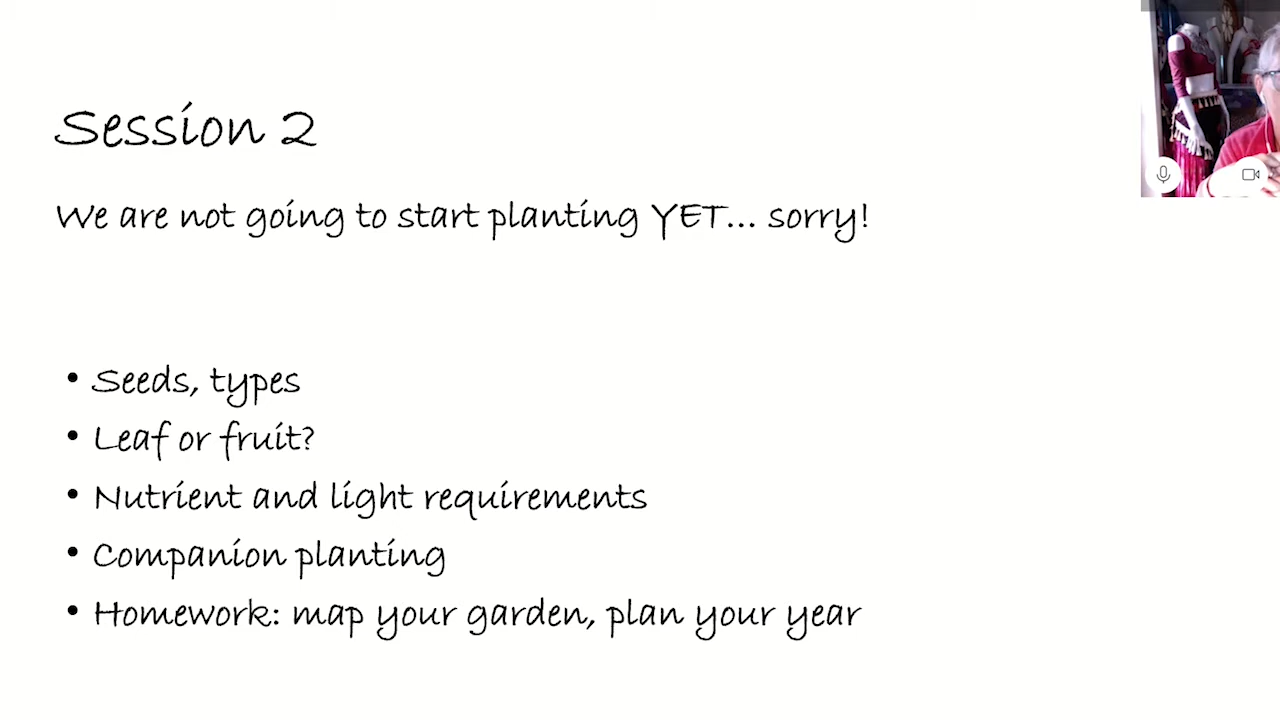 Session 2
We are not going to start planting YET... sorry!
• Seeds, types
• Leaf or fruit?
• Nutrient and light requirements
• Companion planting
• Homework: map your garden, plan your year